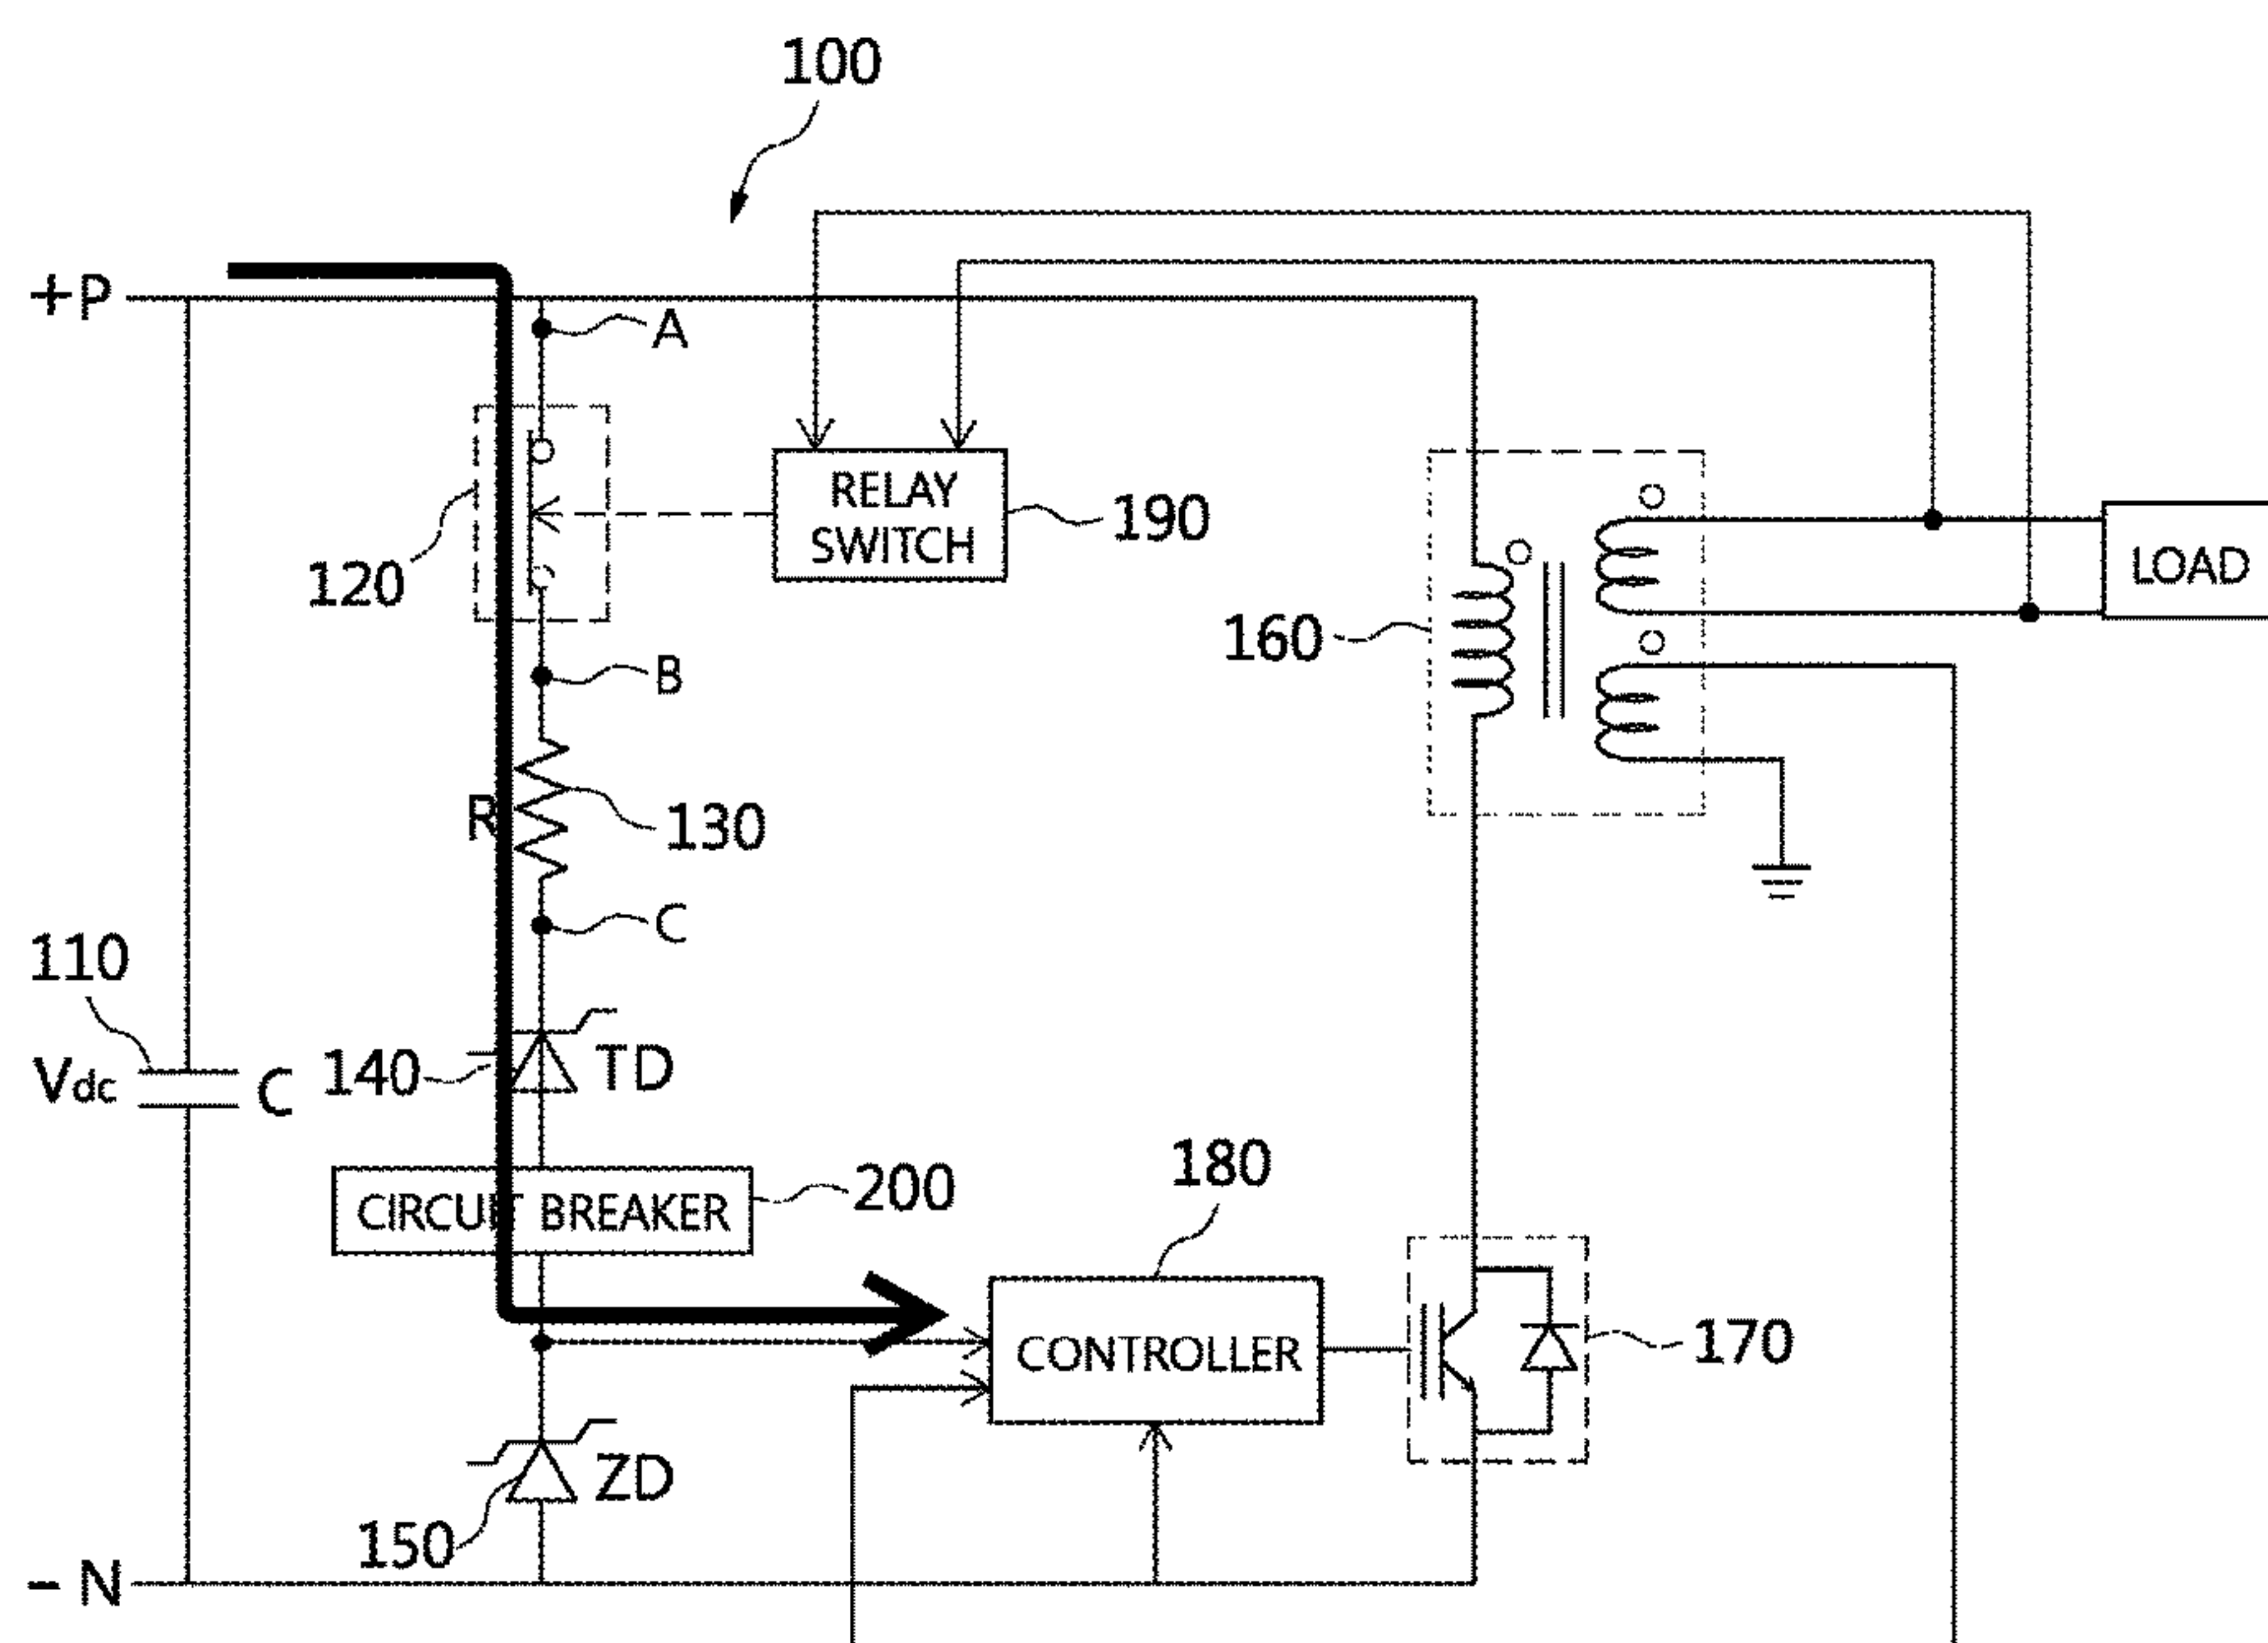 100
+P
A
RELAY
SWITCH
190
120
LOAD
160
B
R
130
C
110
Vdc
C
140
TD
CIRCUIT BREAKER
200
180
CONTROLLER
170
ZD
150
- N